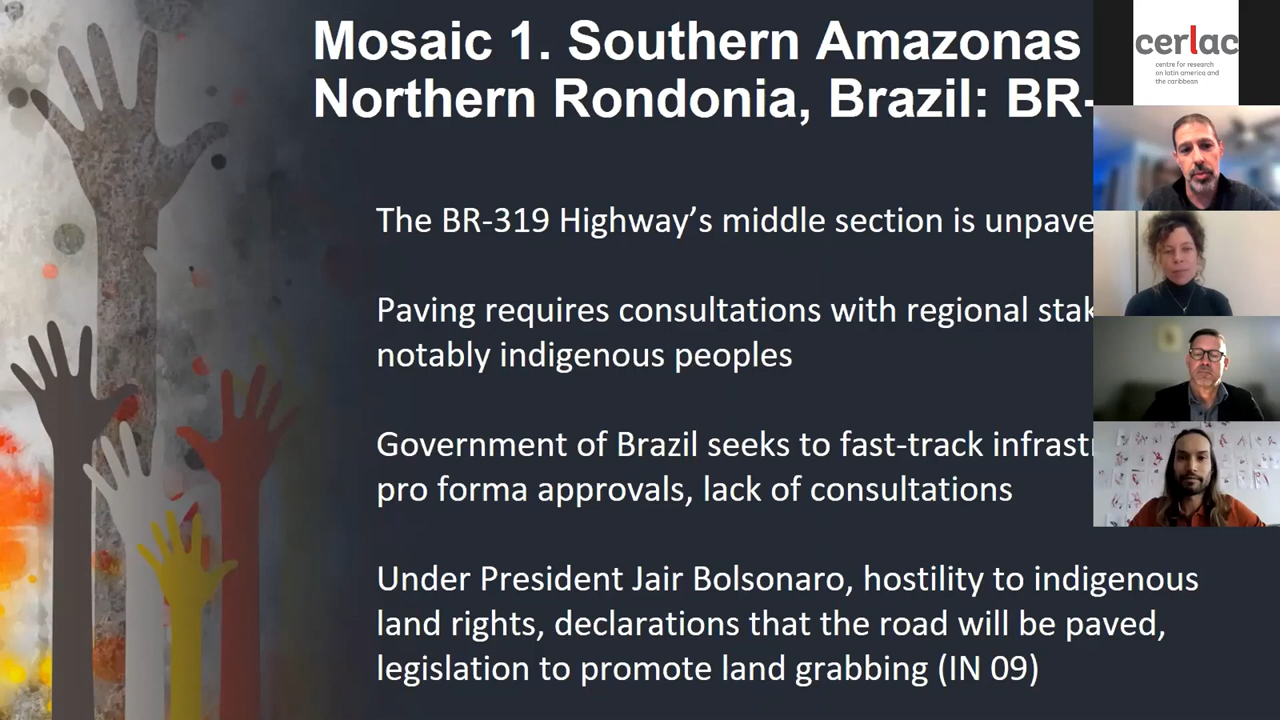 Mosaic 1. Southern Amazonas
Northern Rondonia, Brazil: BR-
The BR-319 Highway’s middle section is unpave
Paving requires consultations with regional stak
notably indigenous peoples
Government of Brazil seeks to fast-track infrast
pro forma approvals, lack of consultations
Under President Jair Bolsonaro, hostility to indigenous
land rights, declarations that the road will be paved,
legislation to promote land grabbing (IN 09)
cerlac
centre for research
on latin america and
the caribbean